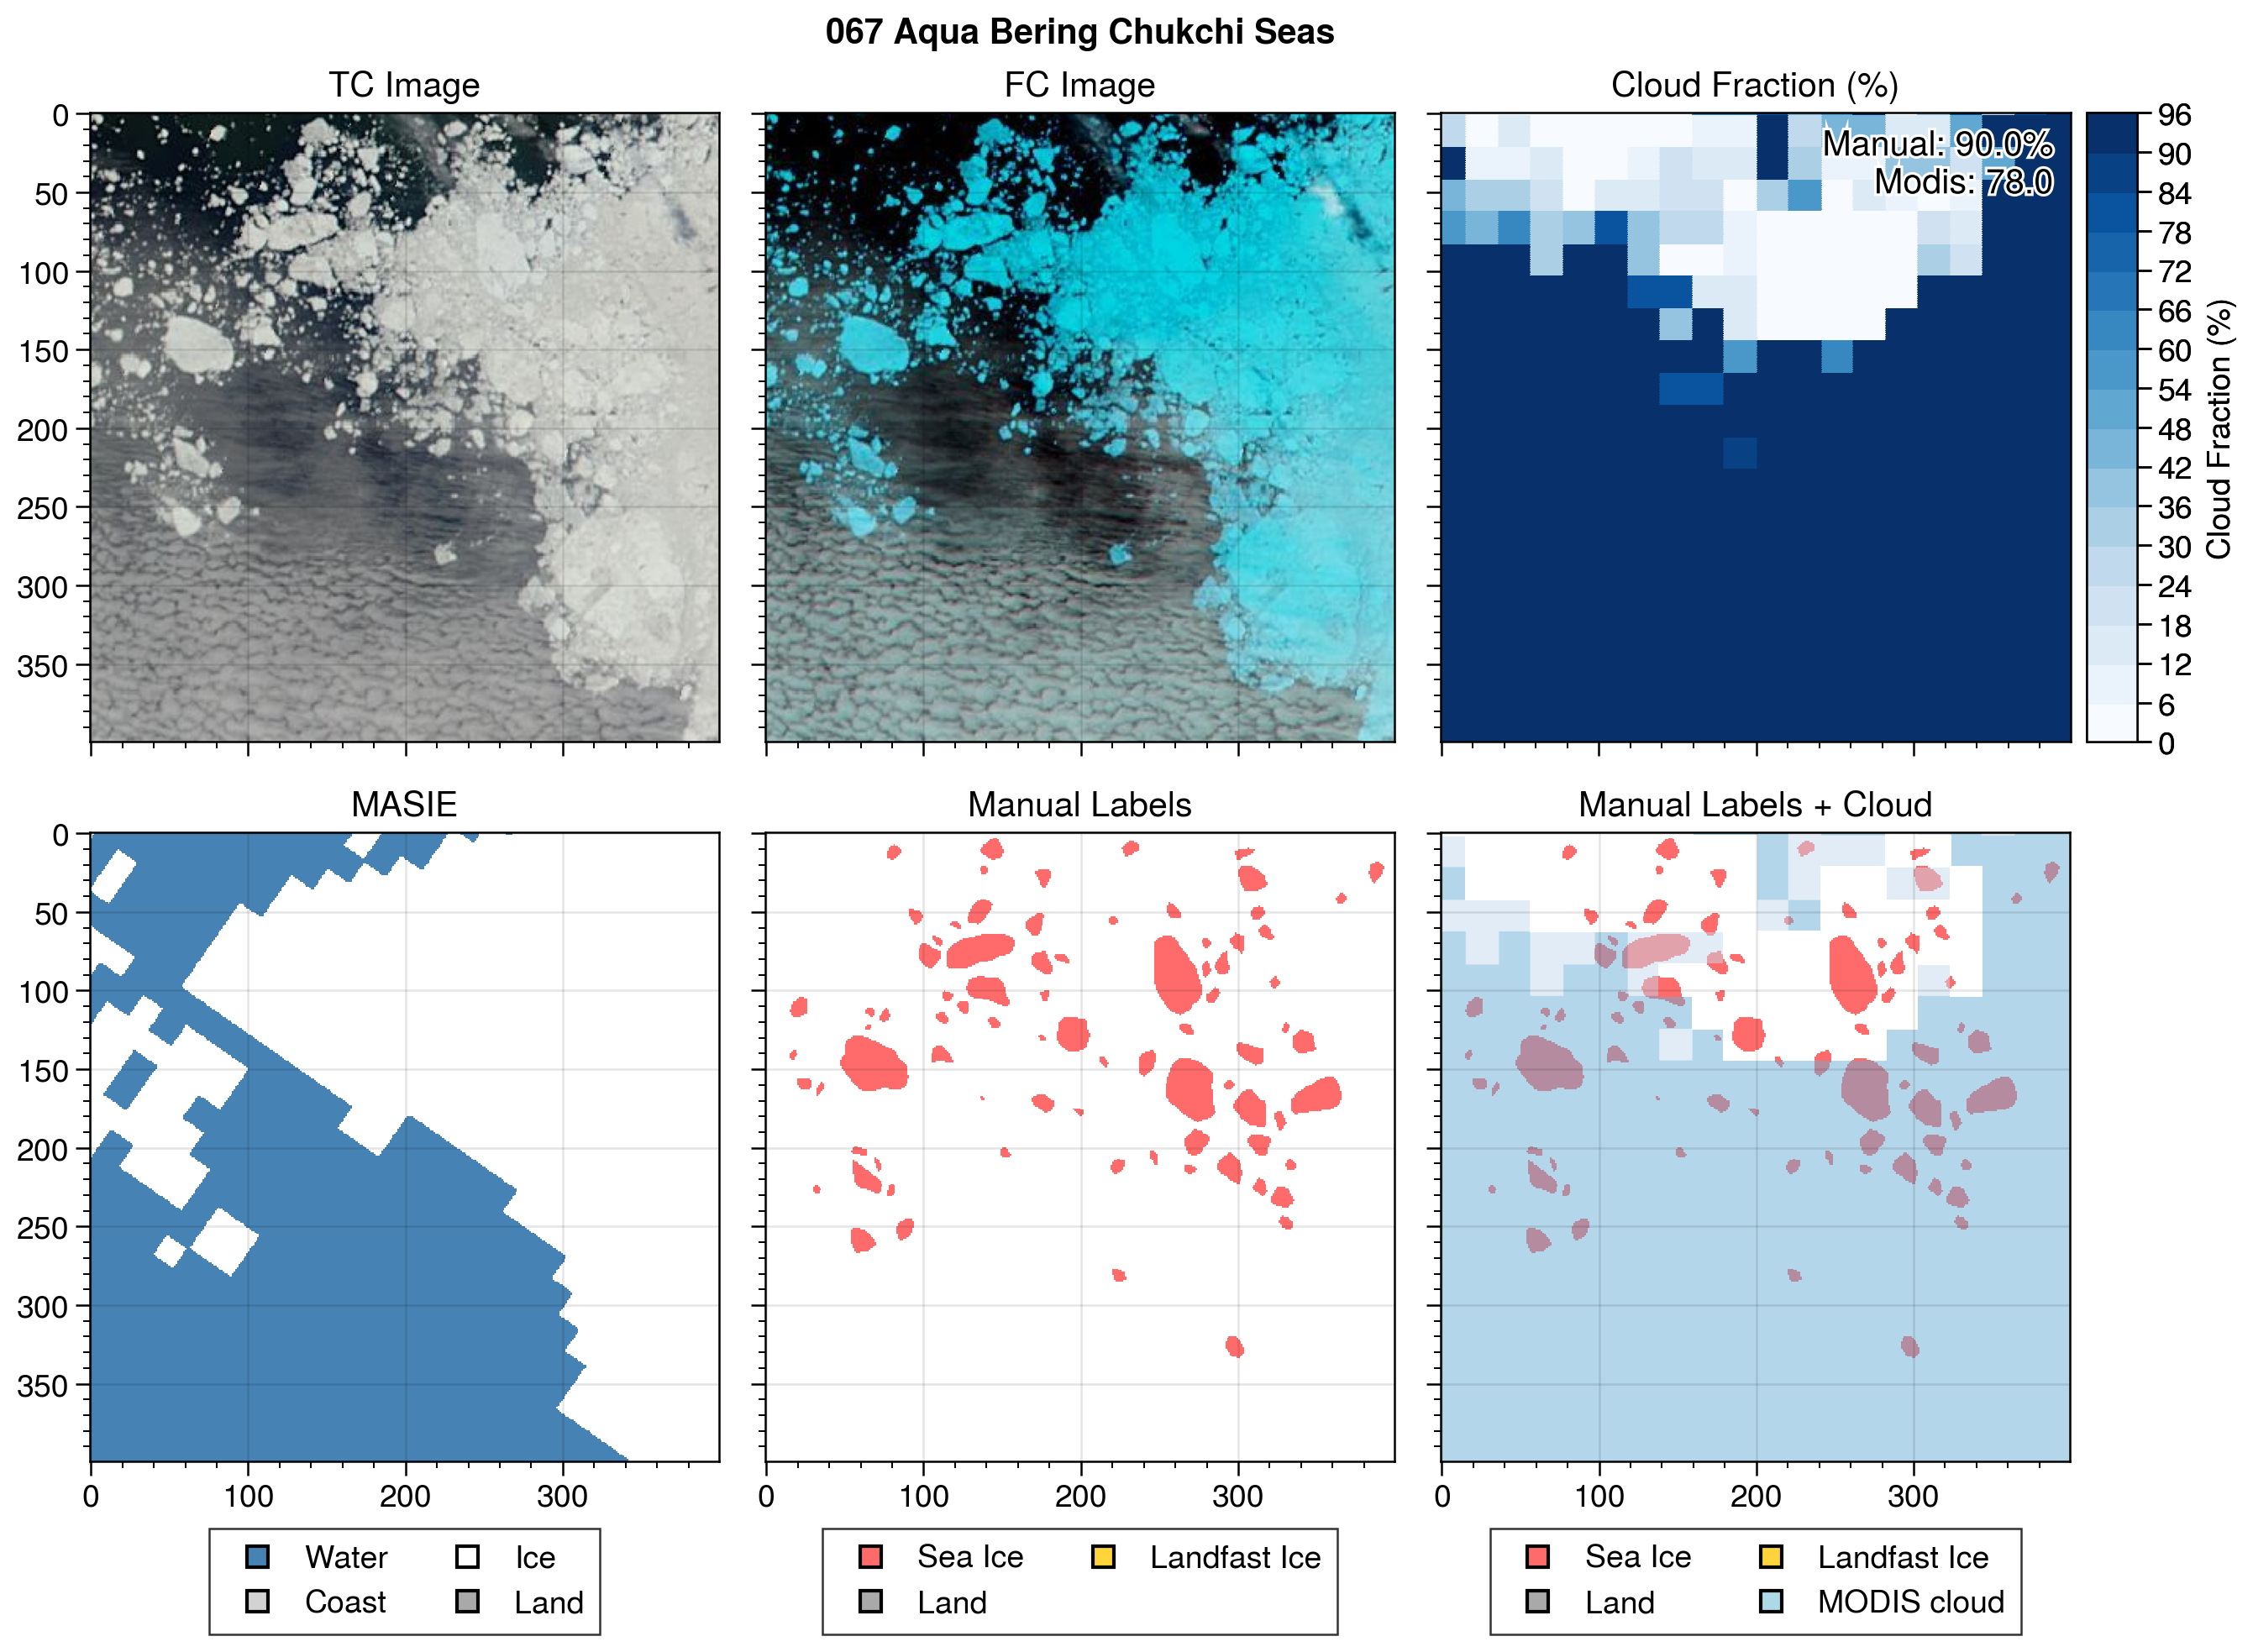 067 Aqua Bering Chukchi Seas
TC Image
FC Image
Cloud Fraction (%)
0
50
100
150
200
250
300
350
Manual: 90.0%
Modis: 78.0
96
90
84
78
72
66
60
54
48
42
36
30
24
18
12
6
0
Cloud Fraction (%)
MASIE
Manual Labels
Manual Labels + Cloud
0
50
100
150
200
250
300
350
0 100 200 300
0 100 200 300
0 100 200 300
Water Ice
Coast Land
Sea Ice Landfast Ice
Land
Sea Ice Landfast Ice
Land MODIS cloud